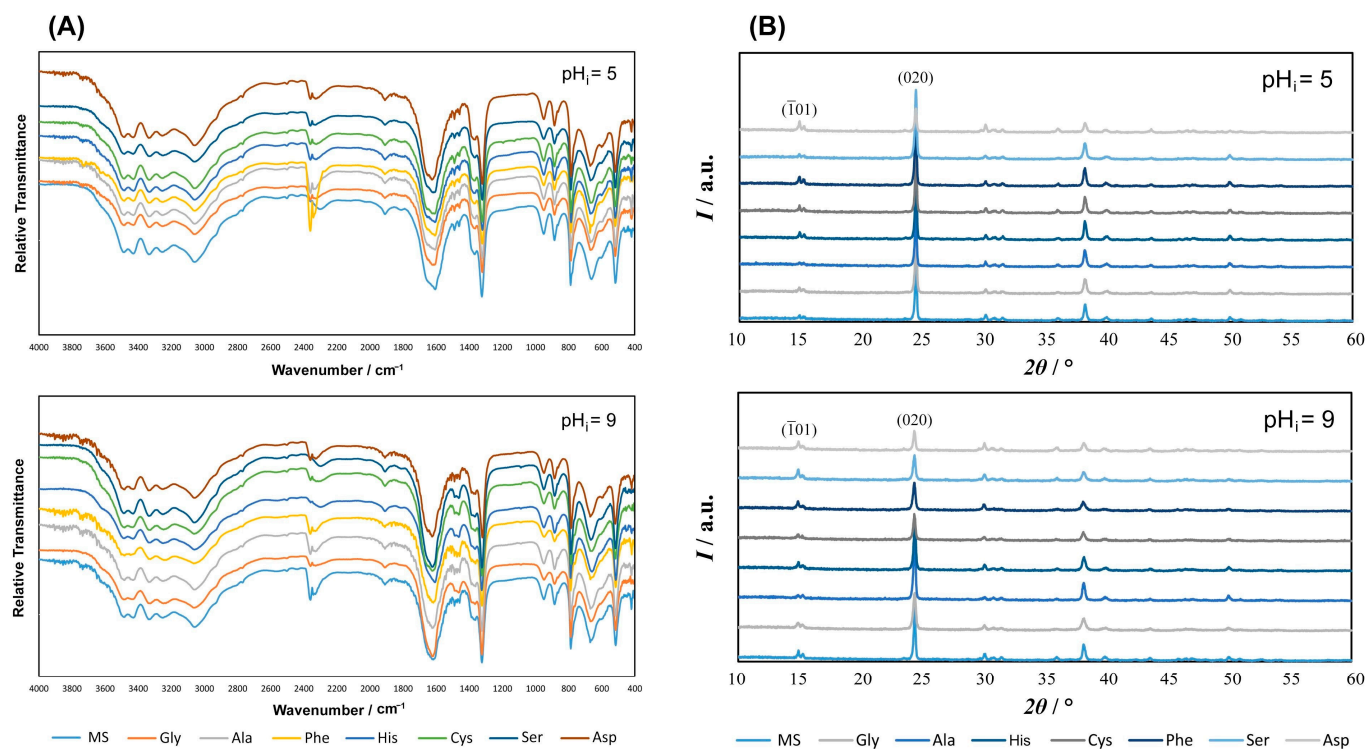 (A)
(B)
pHi = 5
Relative Transmittance
4000 3800 3600 3400 3200 3000 2800 2600 2400 2200 2000 1800 1600 1400 1200 1000 800 600 400
Wavenumber / cm⁻¹
pHi = 5
(1̅01)
(020)
I / a.u.
10 15 20 25 30 35 40 45 50 55 60
2θ / °
pHi = 9
Relative Transmittance
4000 3800 3600 3400 3200 3000 2800 2600 2400 2200 2000 1800 1600 1400 1200 1000 800 600 400
Wavenumber / cm⁻¹
MS Gly Ala Phe His Cys Ser Asp
pHi = 9
(1̅01)
(020)
I / a.u.
10 15 20 25 30 35 40 45 50 55 60
2θ / °
MS Gly Ala His Cys Phe Ser Asp